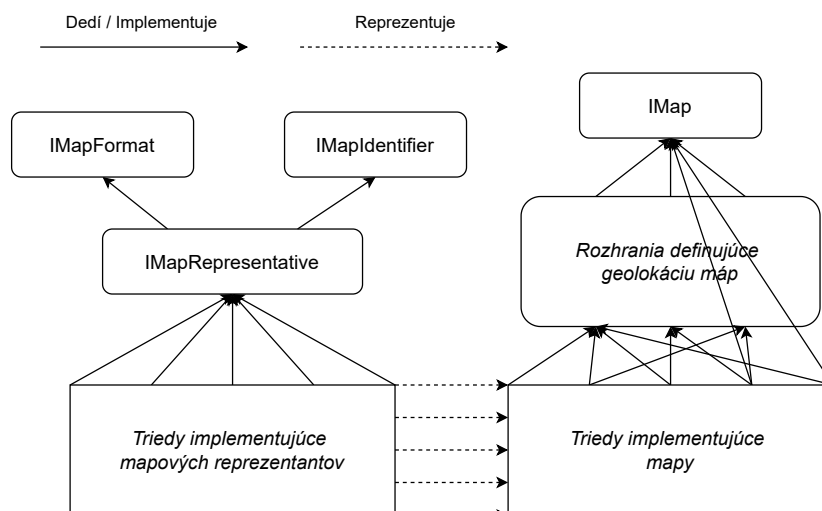 Dedí / Implementuje
Reprezentuje
IMap
IMapFormat
IMapIdentifier
IMapRepresentative
Rozhrania definujúce
geolokáciu máp
Triedy implementujúce
mapových reprezentantov
Triedy implementujúce
mapy